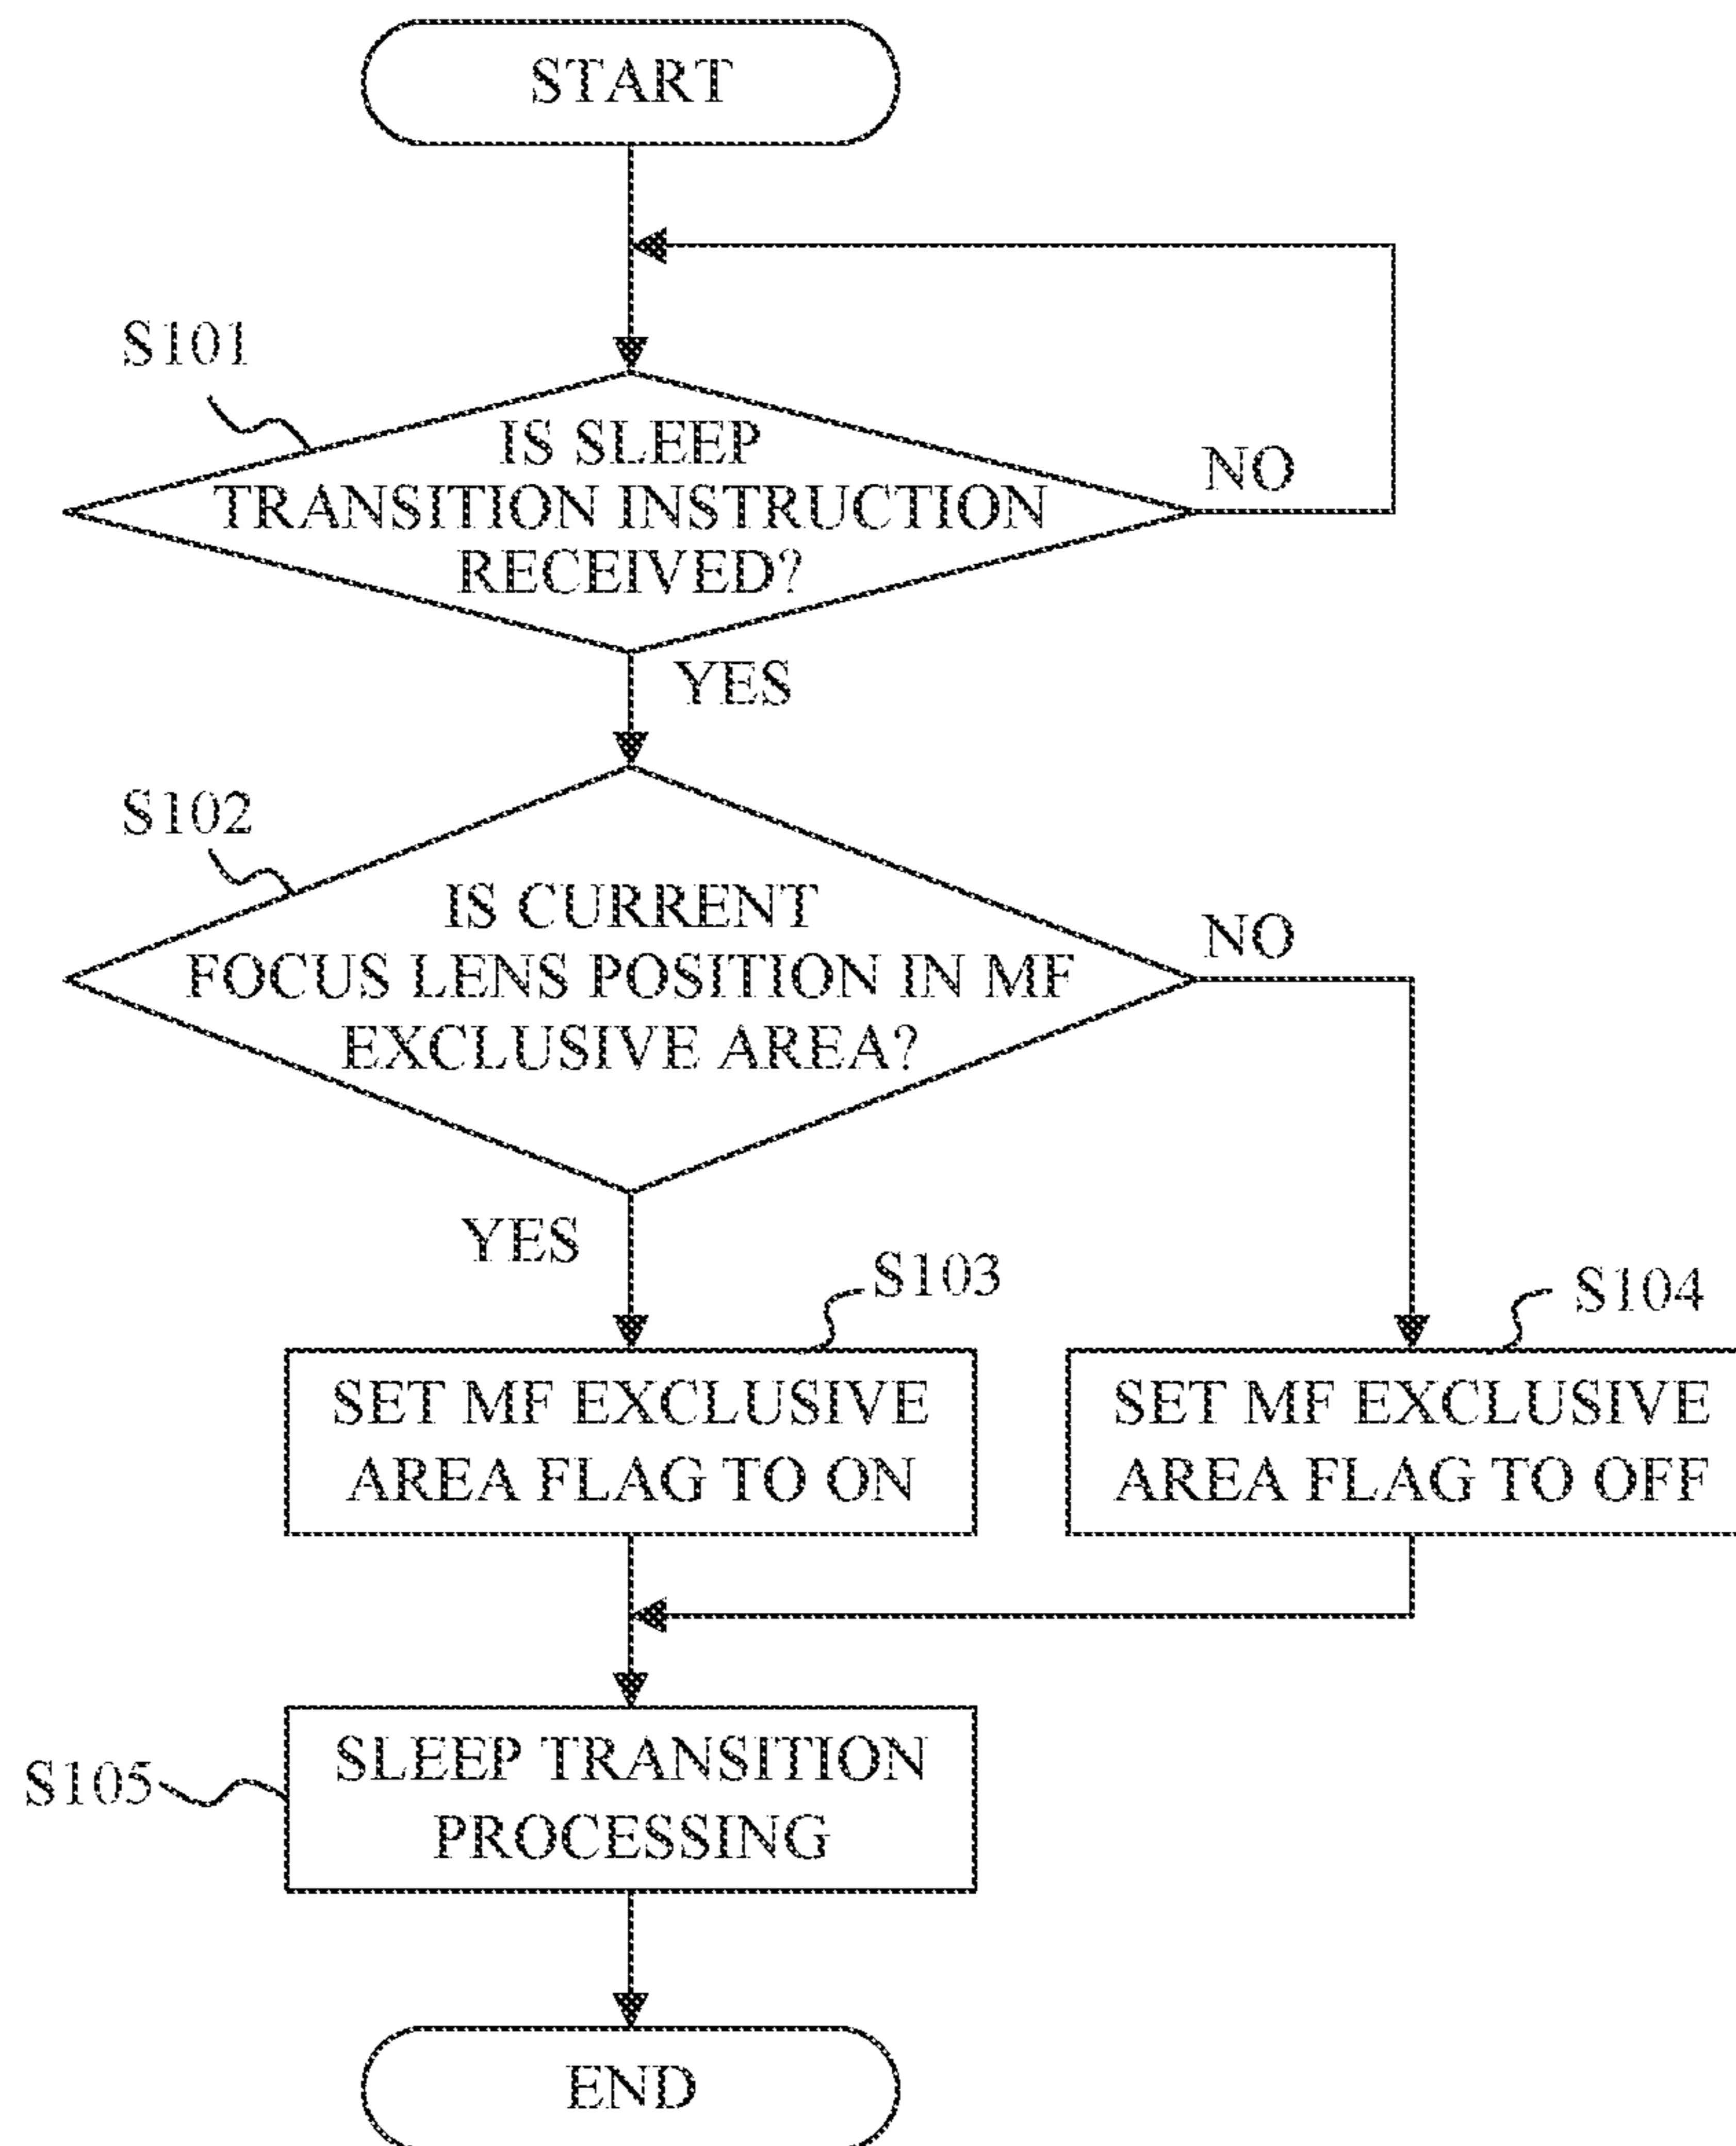 START
S101
IS SLEEP
TRANSITION INSTRUCTION
RECEIVED?
NO
YES
S102
IS CURRENT
FOCUS LENS POSITION IN MF
EXCLUSIVE AREA?
NO
YES
S103
S104
SET MF EXCLUSIVE
AREA FLAG TO ON
SET MF EXCLUSIVE
AREA FLAG TO OFF
S105
SLEEP TRANSITION
PROCESSING
END